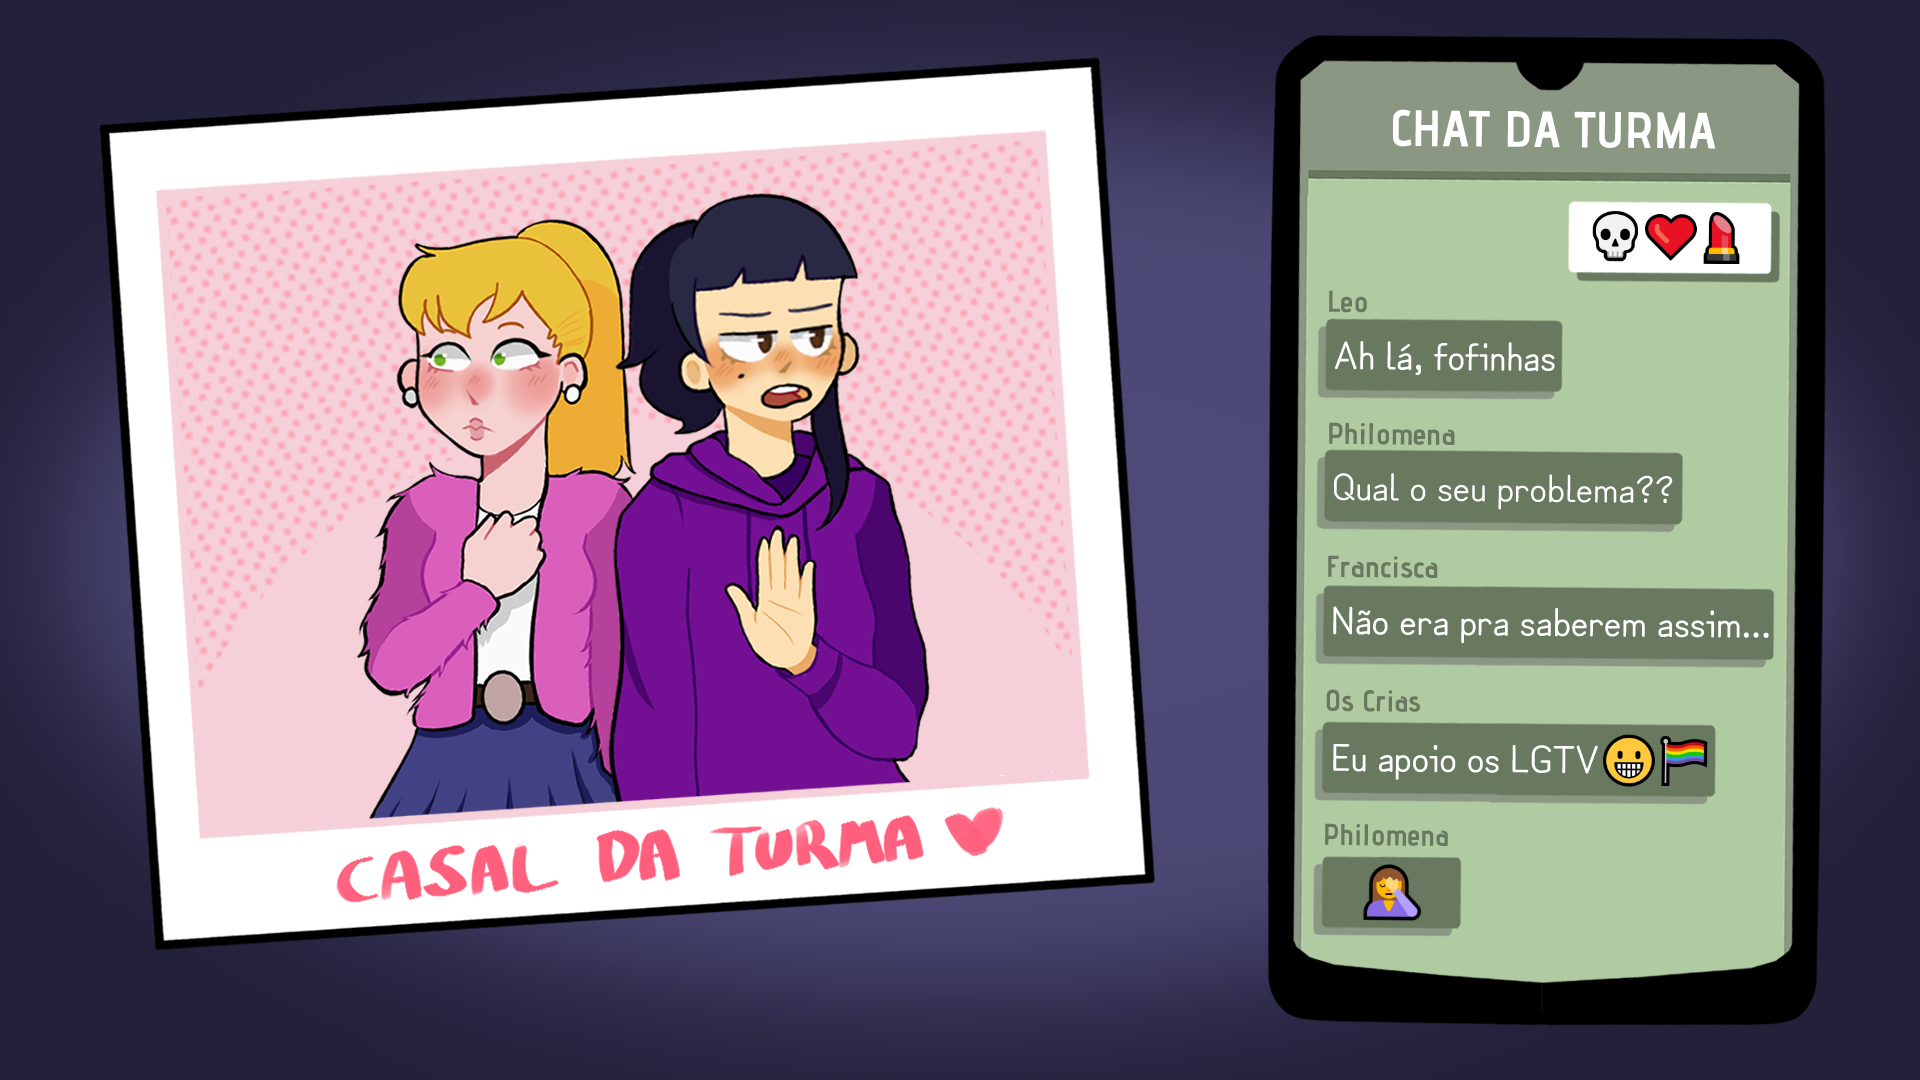 CASAL DA TURMA ♥
CHAT DA TURMA
💀❤️💄
Leo
Ah lá, fofinhas
Philomena
Qual o seu problema??
Francisca
Não era pra saberem assim...
Os Crias
Eu apoio os LGTV😀🏳️‍🌈
Philomena
🤦‍♀️